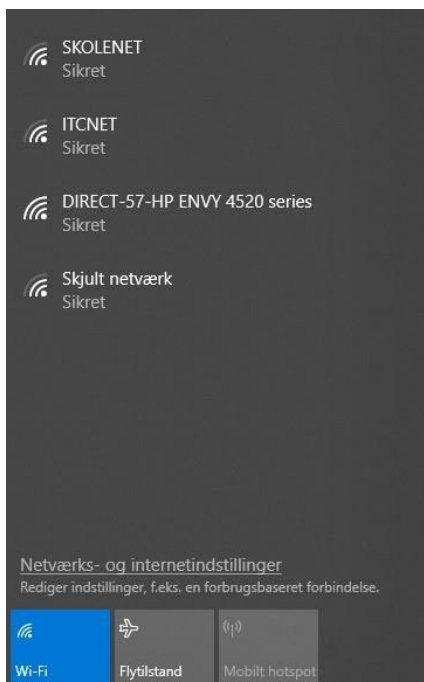 SKOLENET
Sikret
ITCNET
Sikret
DIRECT-57-HP ENVY 4520 series
Sikret
Skjult netværk
Sikret
Netværks- og internetindstillinger
Rediger indstillinger, f.eks. en forbrugsbaseret forbindelse.
Wi-Fi
Flytilstand
Mobilt hotspot